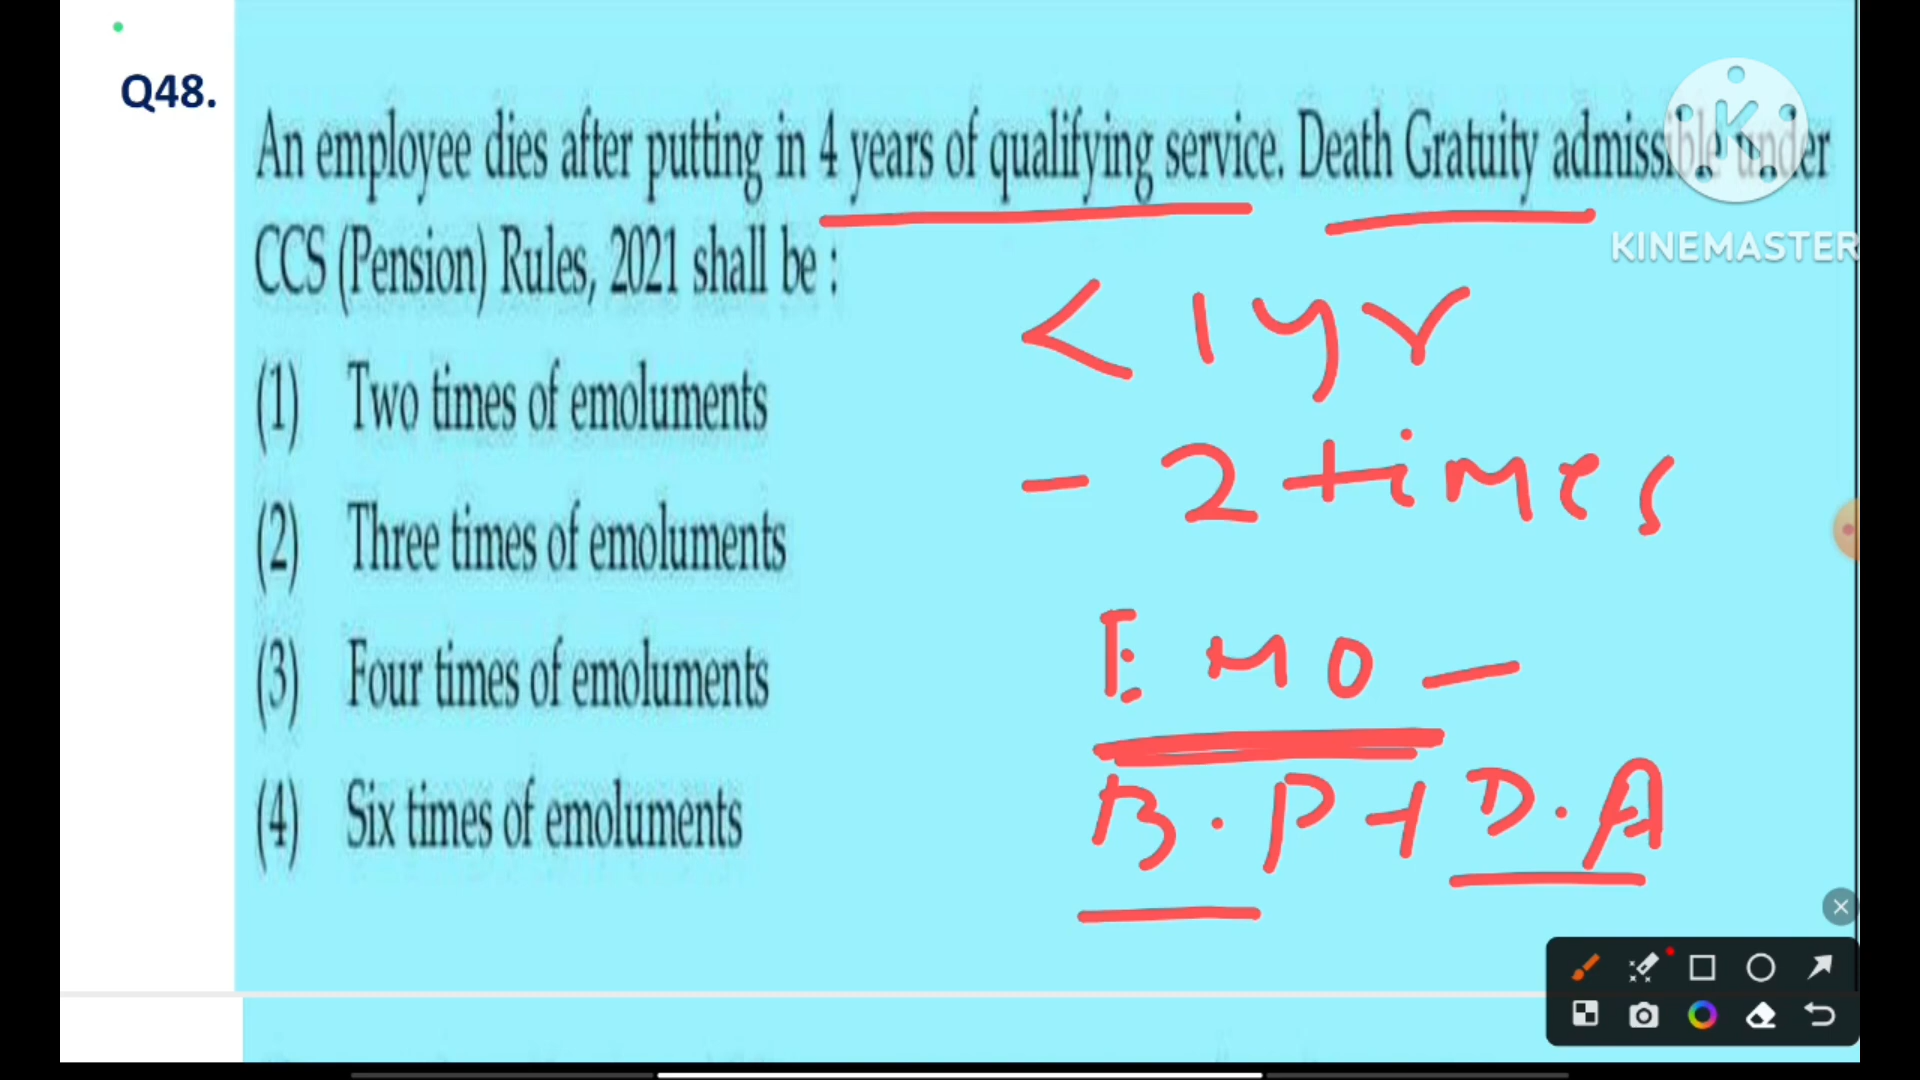 Q48.
An employee dies after putting in 4 years of qualifying service. Death Gratuity admissible under
CCS (Pension) Rules, 2021 shall be :
(1) Two times of emoluments
(2) Three times of emoluments
(3) Four times of emoluments
(4) Six times of emoluments
KINEMASTER
< 1 yr
- 2 times
EMO -
B.P + D.A